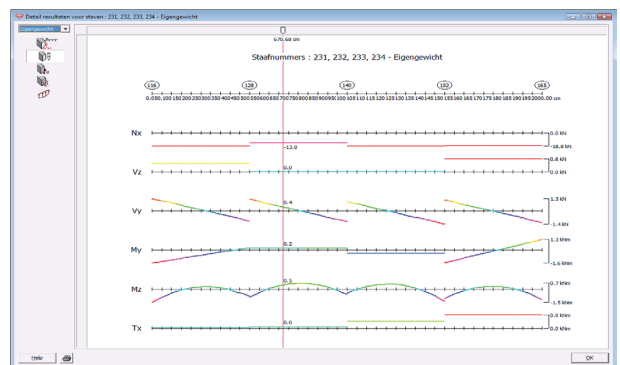 Detail resultaten voor staven : 231, 232, 233, 234 - Eigengewicht
Eigengewicht
670.68 cm
Staafnummers : 231, 232, 233, 234 - Eigengewicht
116 128 140 152 165
Nx -13.0 0.0 kN -18.8 kN
Vz 0.0 0.6 kN 0.0 kN
Vy 0.4 1.3 kN -1.4 kN
My 0.2 1.3 kNm -1.6 kNm
Mz 0.5 0.7 kNm -1.5 kNm
Tx 0.0 0.0 kNm 0.0 kNm
Help
OK